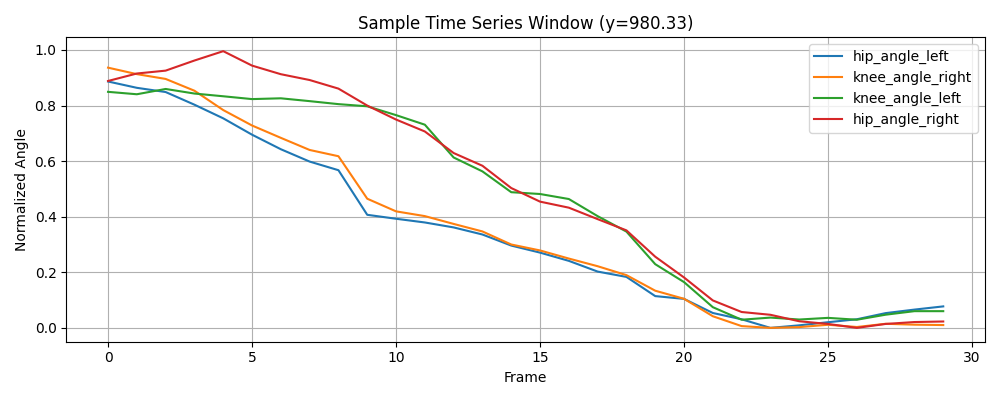 Sample Time Series Window (y=980.33)
Normalized Angle
1.0
0.8
0.6
0.4
0.2
0.0
hip_angle_left
knee_angle_right
knee_angle_left
hip_angle_right
0 5 10 15 20 25 30
Frame